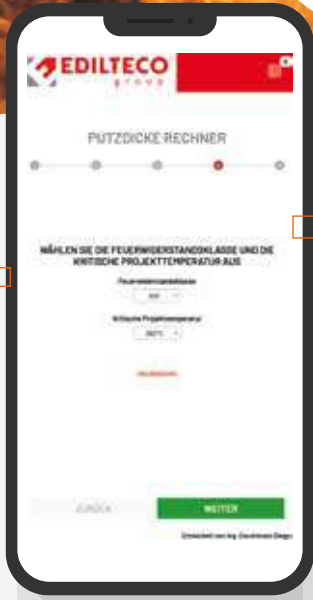 EDILTECO
group
PUTZDICKE RECHNER
WÄHLEN SIE DIE FEUERWIDERSTANDSKLASSE UND DIE
KRITISCHE PROJEKTTEMPERATUR AUS
Feuerwiderstandsklasse
Kritische Projekttemperatur
ZURÜCK
WEITER